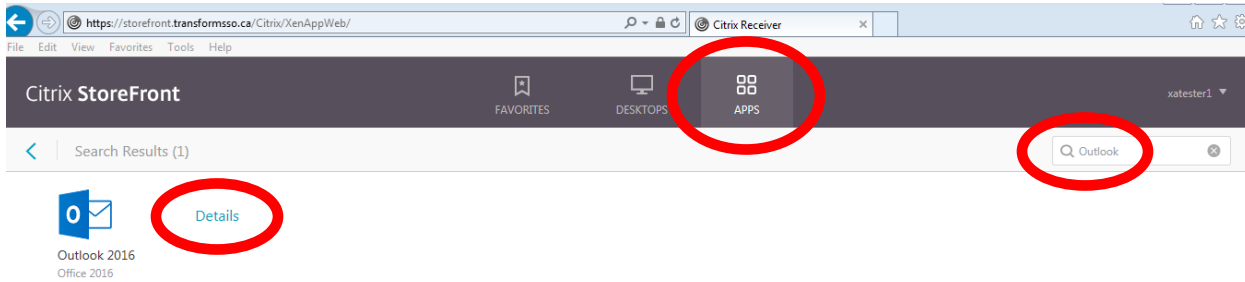 https://storefront.transformsso.ca/Citrix/XenAppWeb/
Citrix Receiver
File Edit View Favorites Tools Help
Citrix StoreFront
FAVORITES
DESKTOPS
APPS
xatester1
Search Results (1)
Outlook
Details
Outlook 2016
Office 2016